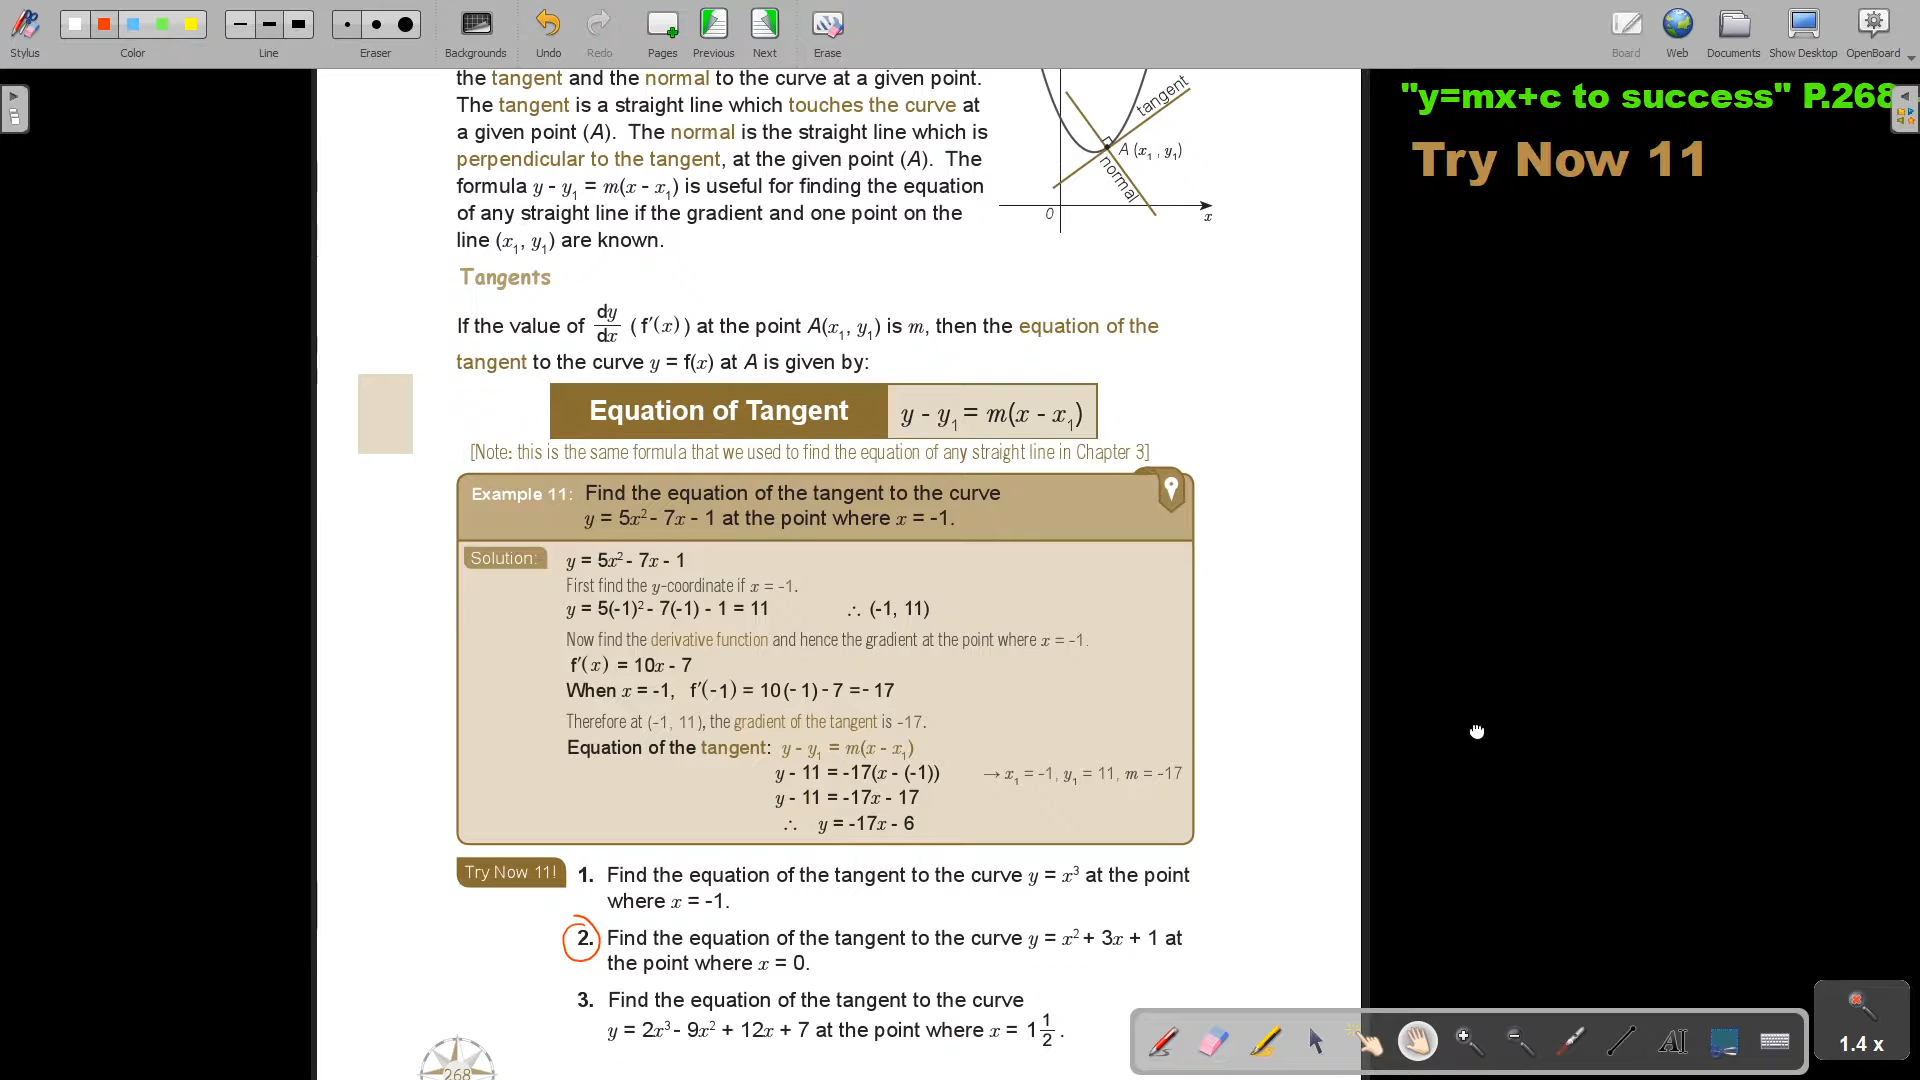 Stylus
Color
Line
Eraser
Backgrounds
Undo
Redo
Pages
Previous
Next
Erase
Board
Web
Documents
Show Desktop
OpenBoard
"y=mx+c to success" P.268
Try Now 11
the tangent and the normal to the curve at a given point.
The tangent is a straight line which touches the curve at
a given point (A). The normal is the straight line which is
perpendicular to the tangent, at the given point (A). The
formula y - y₁ = m(x - x₁) is useful for finding the equation
of any straight line if the gradient and one point on the
line (x₁, y₁) are known.
tangent
A (x₁ , y₁)
normal
0
x
Tangents
If the value of dy/dx ( f′(x) ) at the point A(x₁, y₁) is m, then the equation of the
tangent to the curve y = f(x) at A is given by:
Equation of Tangent y - y₁ = m(x - x₁)
[Note: this is the same formula that we used to find the equation of any straight line in Chapter 3]
Example 11: Find the equation of the tangent to the curve
y = 5x² - 7x - 1 at the point where x = -1.
Solution: y = 5x² - 7x - 1
First find the y-coordinate if x = -1.
y = 5(-1)² - 7(-1) - 1 = 11 ∴ (-1, 11)
Now find the derivative function and hence the gradient at the point where x = -1.
f′(x) = 10x - 7
When x = -1, f′(-1) = 10(-1) - 7 = - 17
Therefore at (-1, 11), the gradient of the tangent is -17.
Equation of the tangent: y - y₁ = m(x - x₁)
y - 11 = -17(x - (-1)) → x₁ = -1, y₁ = 11, m = -17
y - 11 = -17x - 17
∴ y = -17x - 6
Try Now 11! 1. Find the equation of the tangent to the curve y = x³ at the point
where x = -1.
2. Find the equation of the tangent to the curve y = x² + 3x + 1 at
the point where x = 0.
3. Find the equation of the tangent to the curve
y = 2x³ - 9x² + 12x + 7 at the point where x = 1 1/2 .
268
AI
1.4 x